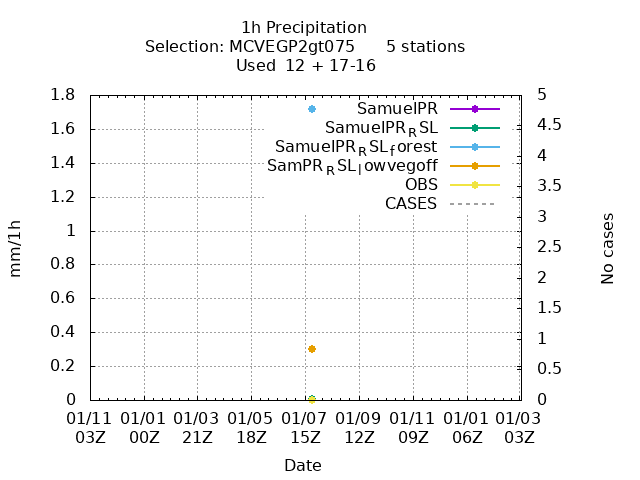 1h Precipitation
Selection: MCVEGP2gt075 5 stations
Used 12 + 17-16
1.8
1.6
1.4
1.2
1
0.8
0.6
0.4
0.2
0
mm/1h
SamuelPR
SamuelPR_RSL
SamuelPR_RSL_forest
SamPR_RSL_lowvegoff
OBS
CASES
5
4.5
4
3.5
3
2.5
2
1.5
1
0.5
0
No cases
01/11 01/01 01/03 01/05 01/07 01/09 01/11 01/01 01/03
03Z 00Z 21Z 18Z 15Z 12Z 09Z 06Z 03Z
Date